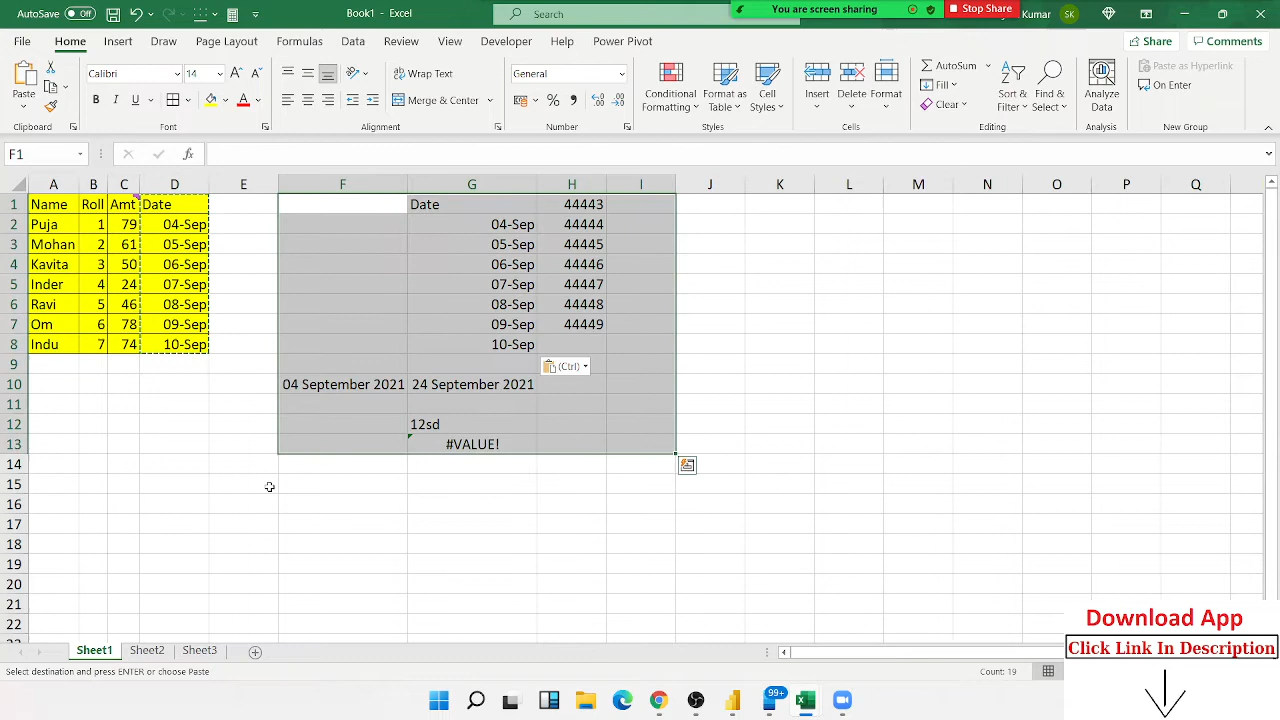 AutoSave Off Book1 - Excel Search You are screen sharing Stop Share Kumar SK
File Home Insert Draw Page Layout Formulas Data Review View Developer Help Power Pivot Share Comments
Paste Calibri 14 Wrap Text General Conditional Formatting Format as Table Cell Styles Insert Delete Format AutoSum Sort & Filter Find & Select Analyze Data Paste as Hyperlink
B I U Merge & Center Fill On Enter
Clear
Clipboard Font Alignment Number Styles Cells Editing Analysis New Group
F1 fx
A B C D E F G H I J K L M N O P Q
1 Name Roll Amt Date Date 44443
2 Puja 1 79 04-Sep 04-Sep 44444
3 Mohan 2 61 05-Sep 05-Sep 44445
4 Kavita 3 50 06-Sep 06-Sep 44446
5 Inder 4 24 07-Sep 07-Sep 44447
6 Ravi 5 46 08-Sep 08-Sep 44448
7 Om 6 78 09-Sep 09-Sep 44449
8 Indu 7 74 10-Sep 10-Sep
9 (Ctrl)
10 04 September 2021 24 September 2021
11
12 12sd
13 #VALUE!
14
15
16
17
18
19
20
21
22
Download App
Click Link In Description
Sheet1 Sheet2 Sheet3
Select destination and press ENTER or choose Paste Count: 19
99+